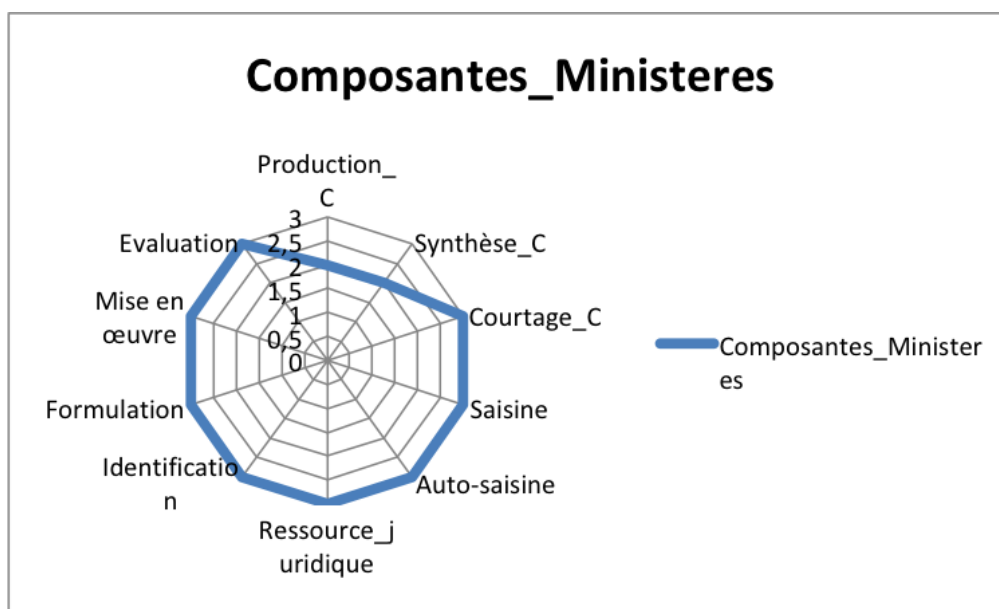 Composantes_Ministeres
Production_
C
3
2,5
2
1,5
1
0,5
0
Synthèse_C
Courtage_C
Saisine
Auto-saisine
Ressource_j
uridique
Identificatio
n
Formulation
Mise en
œuvre
Evaluation
Composantes_Minister
es